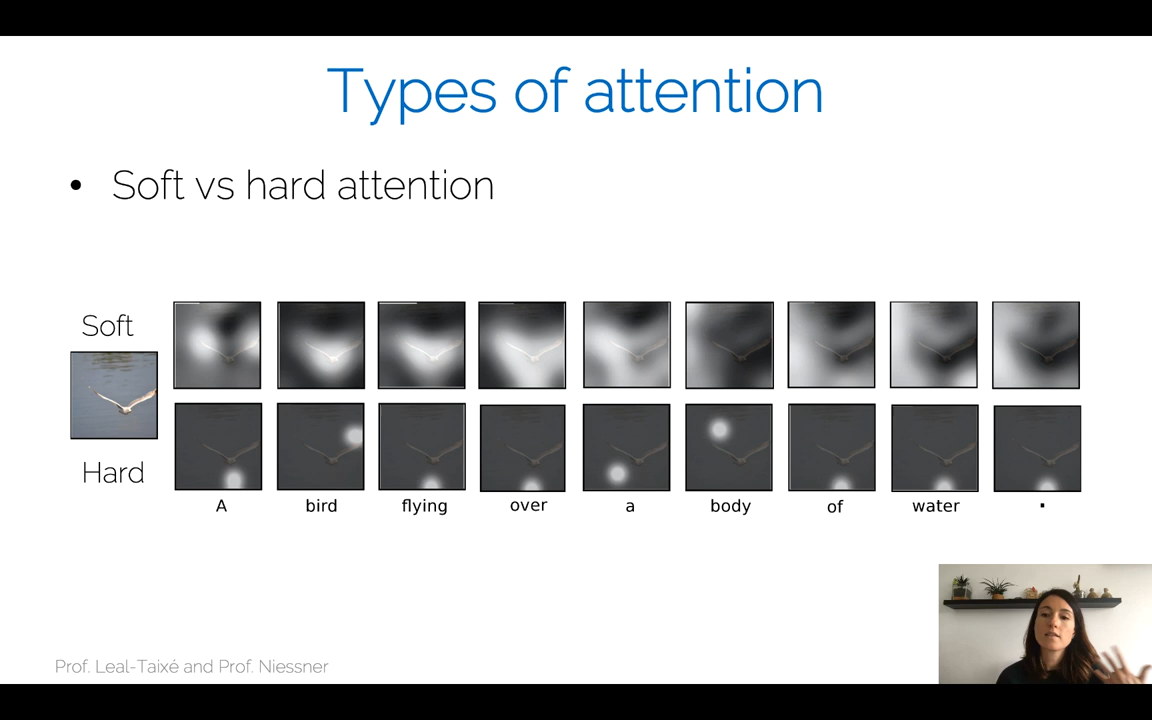 Types of attention
• Soft vs hard attention
Soft
Hard
A bird flying over a body of water .
Prof. Leal-Taixé and Prof. Niessner